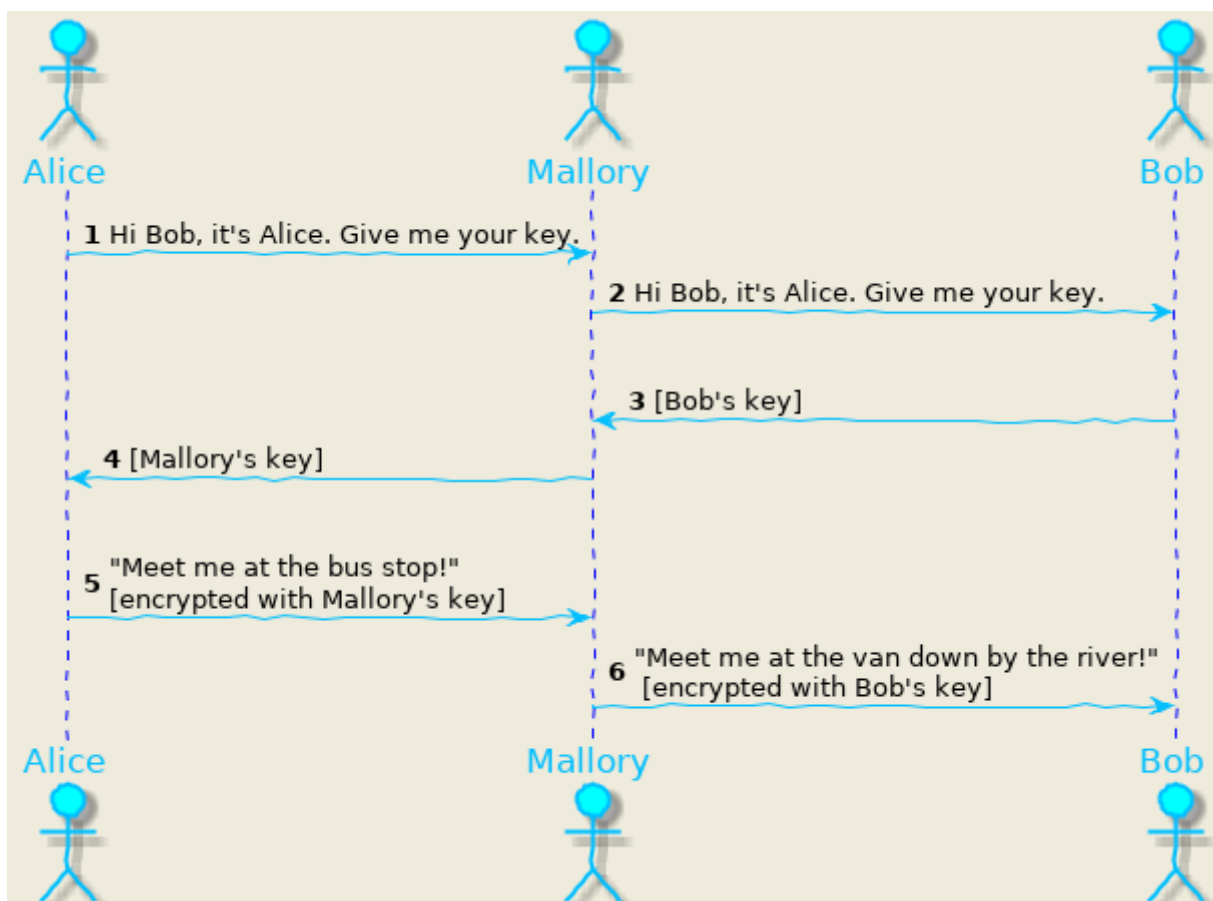 Alice
Mallory
Bob
1 Hi Bob, it's Alice. Give me your key.
2 Hi Bob, it's Alice. Give me your key.
3 [Bob's key]
4 [Mallory's key]
5 "Meet me at the bus stop!"
[encrypted with Mallory's key]
6 "Meet me at the van down by the river!"
[encrypted with Bob's key]
Alice
Mallory
Bob